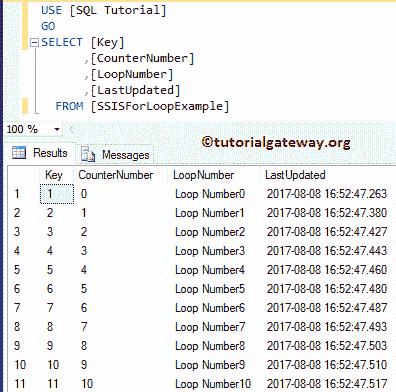 USE [SQL Tutorial]
GO
SELECT [Key]
,[CounterNumber]
,[LoopNumber]
,[LastUpdated]
FROM [SSISForLoopExample]
100 %
©tutorialgateway.org
Results Messages
Key CounterNumber LoopNumber LastUpdated
1 1 0 Loop Number0 2017-08-08 16:52:47.263
2 2 1 Loop Number1 2017-08-08 16:52:47.380
3 3 2 Loop Number2 2017-08-08 16:52:47.427
4 4 3 Loop Number3 2017-08-08 16:52:47.443
5 5 4 Loop Number4 2017-08-08 16:52:47.460
6 6 5 Loop Number5 2017-08-08 16:52:47.480
7 7 6 Loop Number6 2017-08-08 16:52:47.487
8 8 7 Loop Number7 2017-08-08 16:52:47.493
9 9 8 Loop Number8 2017-08-08 16:52:47.503
10 10 9 Loop Number9 2017-08-08 16:52:47.510
11 11 10 Loop Number10 2017-08-08 16:52:47.517